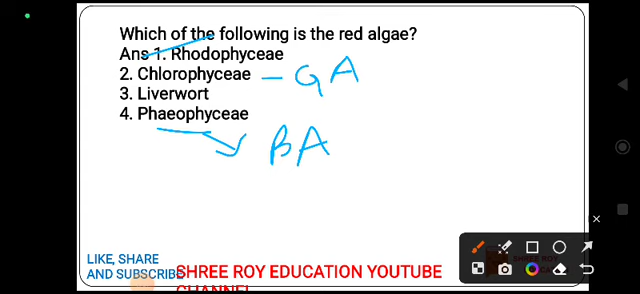 Which of the following is the red algae?
Ans 1. Rhodophyceae
2. Chlorophyceae – GA
3. Liverwort
4. Phaeophyceae
BA
LIKE, SHARE
AND SUBSCRIBE
SHREE ROY EDUCATION YOUTUBE
CHANNEL